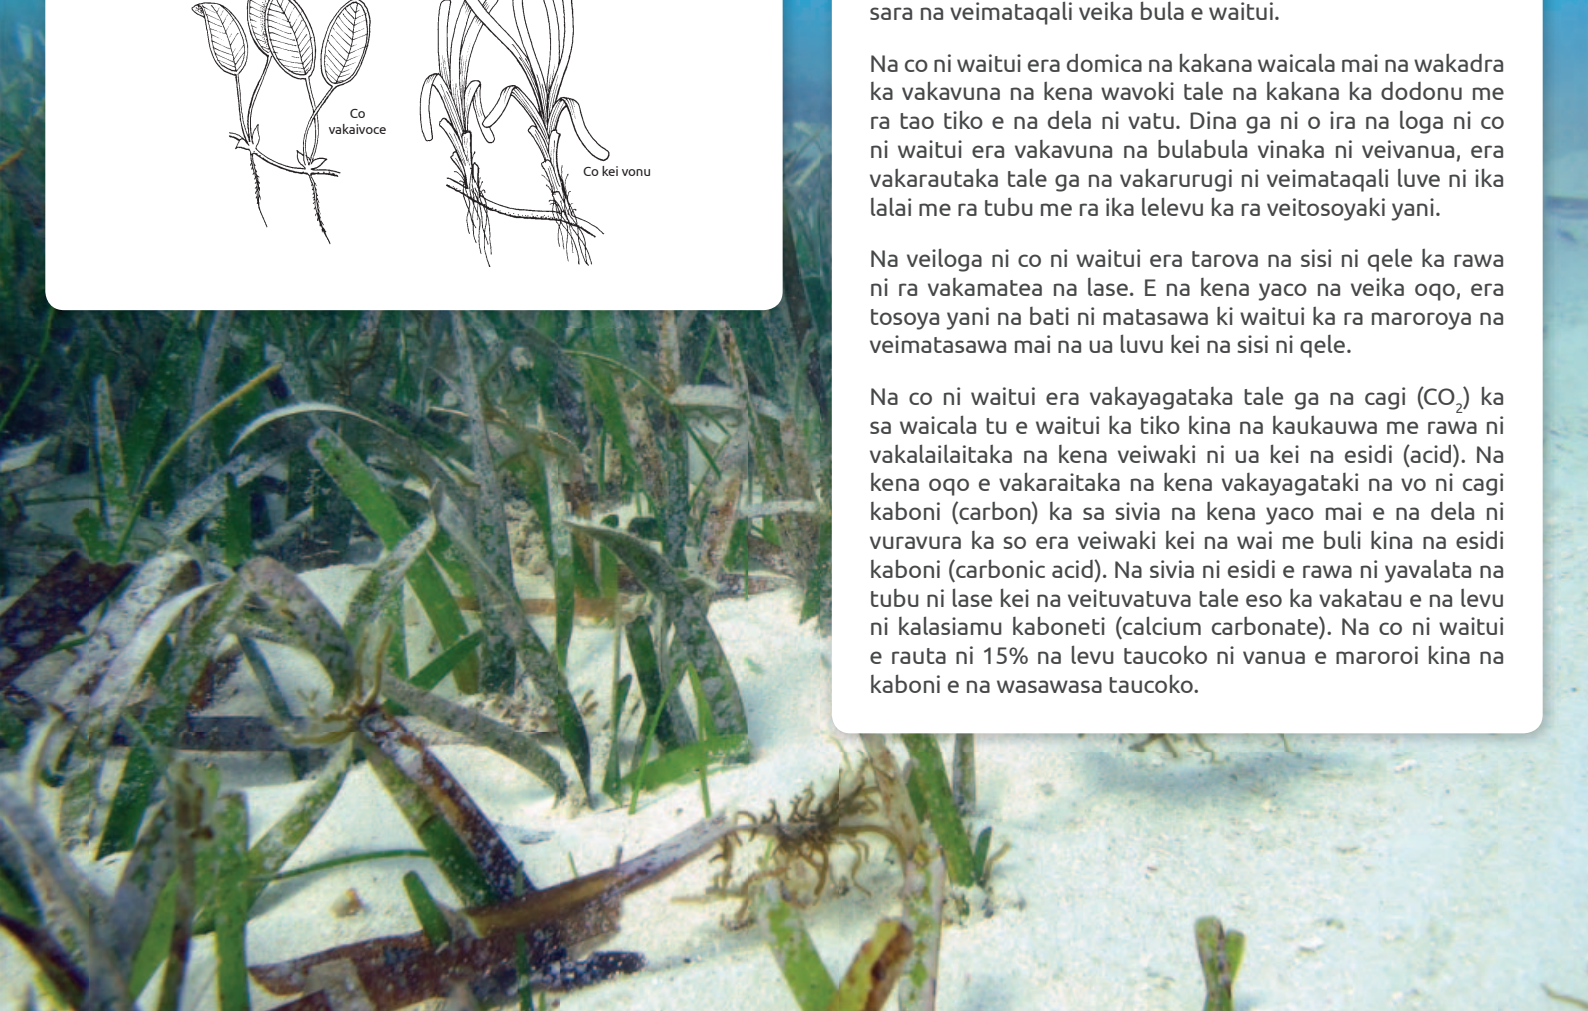 Co
vakaivoce
Co kei vonu
sara na veimataqali veika bula e waitui.
Na co ni waitui era domica na kakana waicala mai na wakadra
ka vakavuna na kena wavoki tale na kakana ka dodonu me
ra tao tiko e na dela ni vatu. Dina ga ni o ira na loga ni co
ni waitui era vakavuna na bulabula vinaka ni veivanua, era
vakarautaka tale ga na vakarurugi ni veimataqali luve ni ika
lalai me ra tubu me ra ika lelevu ka ra veitosoyaki yani.
Na veiloga ni co ni waitui era tarova na sisi ni qele ka rawa
ni ra vakamatea na lase. E na kena yaco na veika oqo, era
tosoya yani na bati ni matasawa ki waitui ka ra maroroya na
veimatasawa mai na ua luvu kei na sisi ni qele.
Na co ni waitui era vakayagataka tale ga na cagi (CO₂) ka
sa waicala tu e waitui ka tiko kina na kaukauwa me rawa ni
vakalailaitaka na kena veiwaki ni ua kei na esidi (acid). Na
kena oqo e vakaraitaka na kena vakayagataki na vo ni cagi
kaboni (carbon) ka sa sivia na kena yaco mai e na dela ni
vuravura ka so era veiwaki kei na wai me buli kina na esidi
kaboni (carbonic acid). Na sivia ni esidi e rawa ni yavalata na
tubu ni lase kei na veituvatuva tale eso ka vakatau e na levu
ni kalasiamu kaboneti (calcium carbonate). Na co ni waitui
e rauta ni 15% na levu taucoko ni vanua e maroroi kina na
kaboni e na wasawasa taucoko.